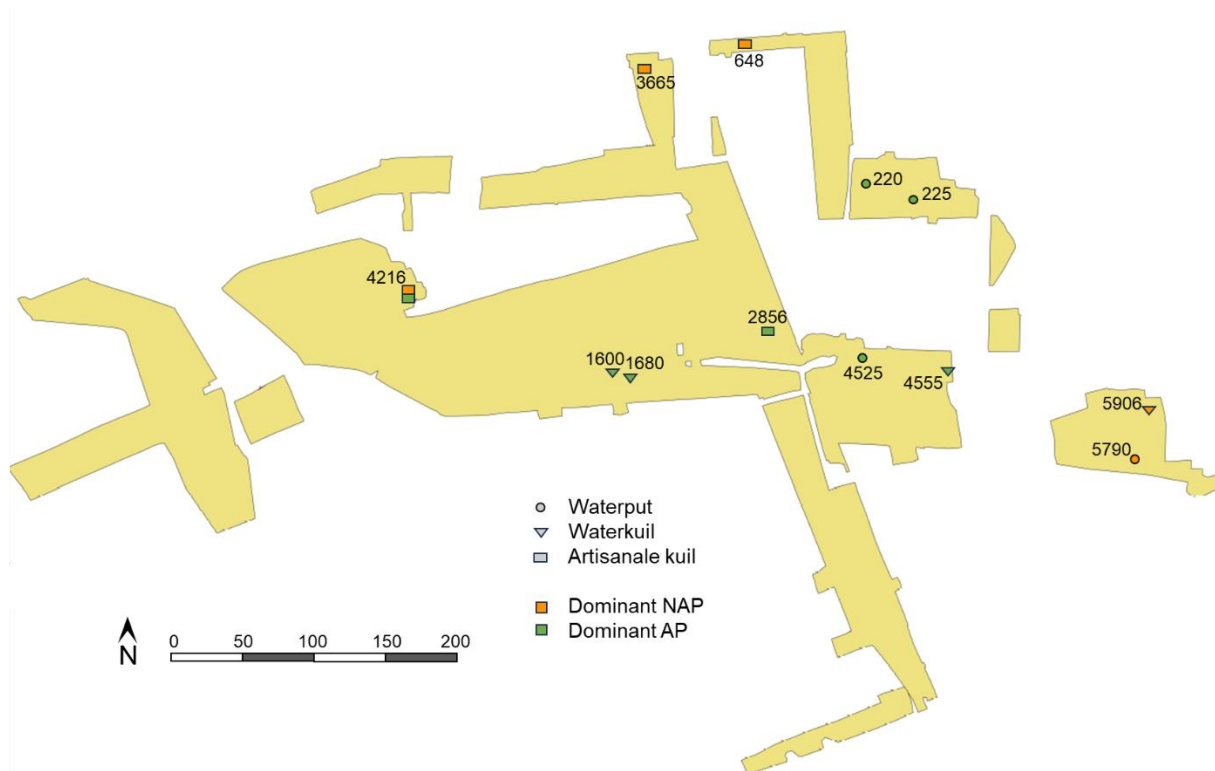 648
3665
220
225
4216
2856
1600
1680
4525
4555
5906
5790
Waterput
Waterkuil
Artisanale kuil
Dominant NAP
Dominant AP
N
0 50 100 150 200